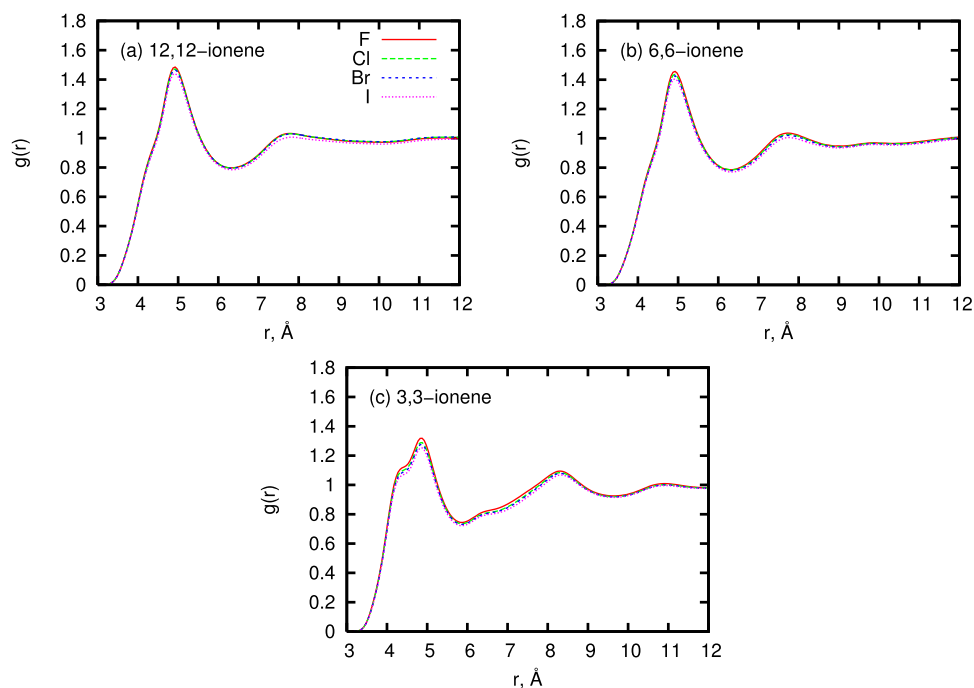 (a) 12,12−ionene
F
Cl
Br
I
g(r)
1.8
1.6
1.4
1.2
1
0.8
0.6
0.4
0.2
0
3 4 5 6 7 8 9 10 11 12
r, Å
(b) 6,6−ionene
g(r)
1.8
1.6
1.4
1.2
1
0.8
0.6
0.4
0.2
0
3 4 5 6 7 8 9 10 11 12
r, Å
(c) 3,3−ionene
g(r)
1.8
1.6
1.4
1.2
1
0.8
0.6
0.4
0.2
0
3 4 5 6 7 8 9 10 11 12
r, Å